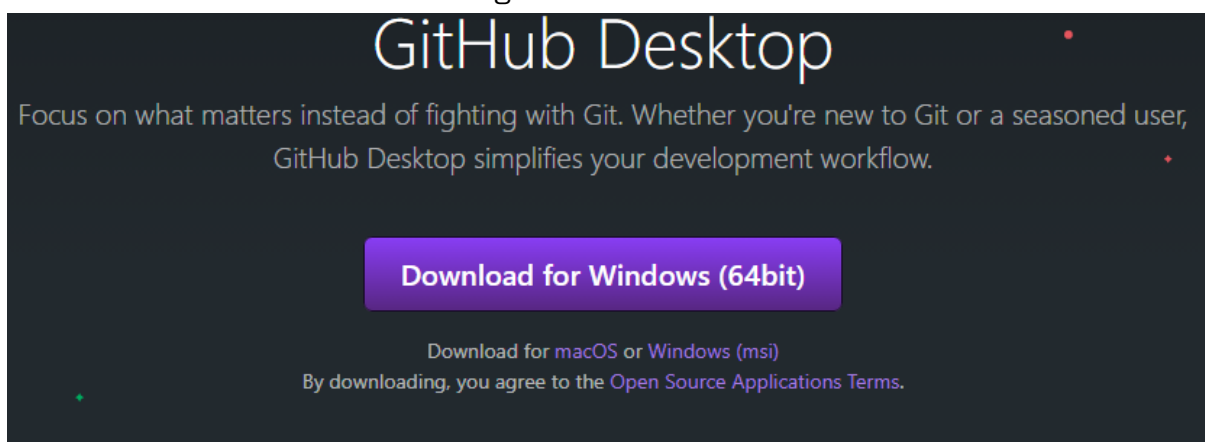 GitHub Desktop
Focus on what matters instead of fighting with Git. Whether you're new to Git or a seasoned user,
GitHub Desktop simplifies your development workflow.
Download for Windows (64bit)
Download for macOS or Windows (msi)
By downloading, you agree to the Open Source Applications Terms.